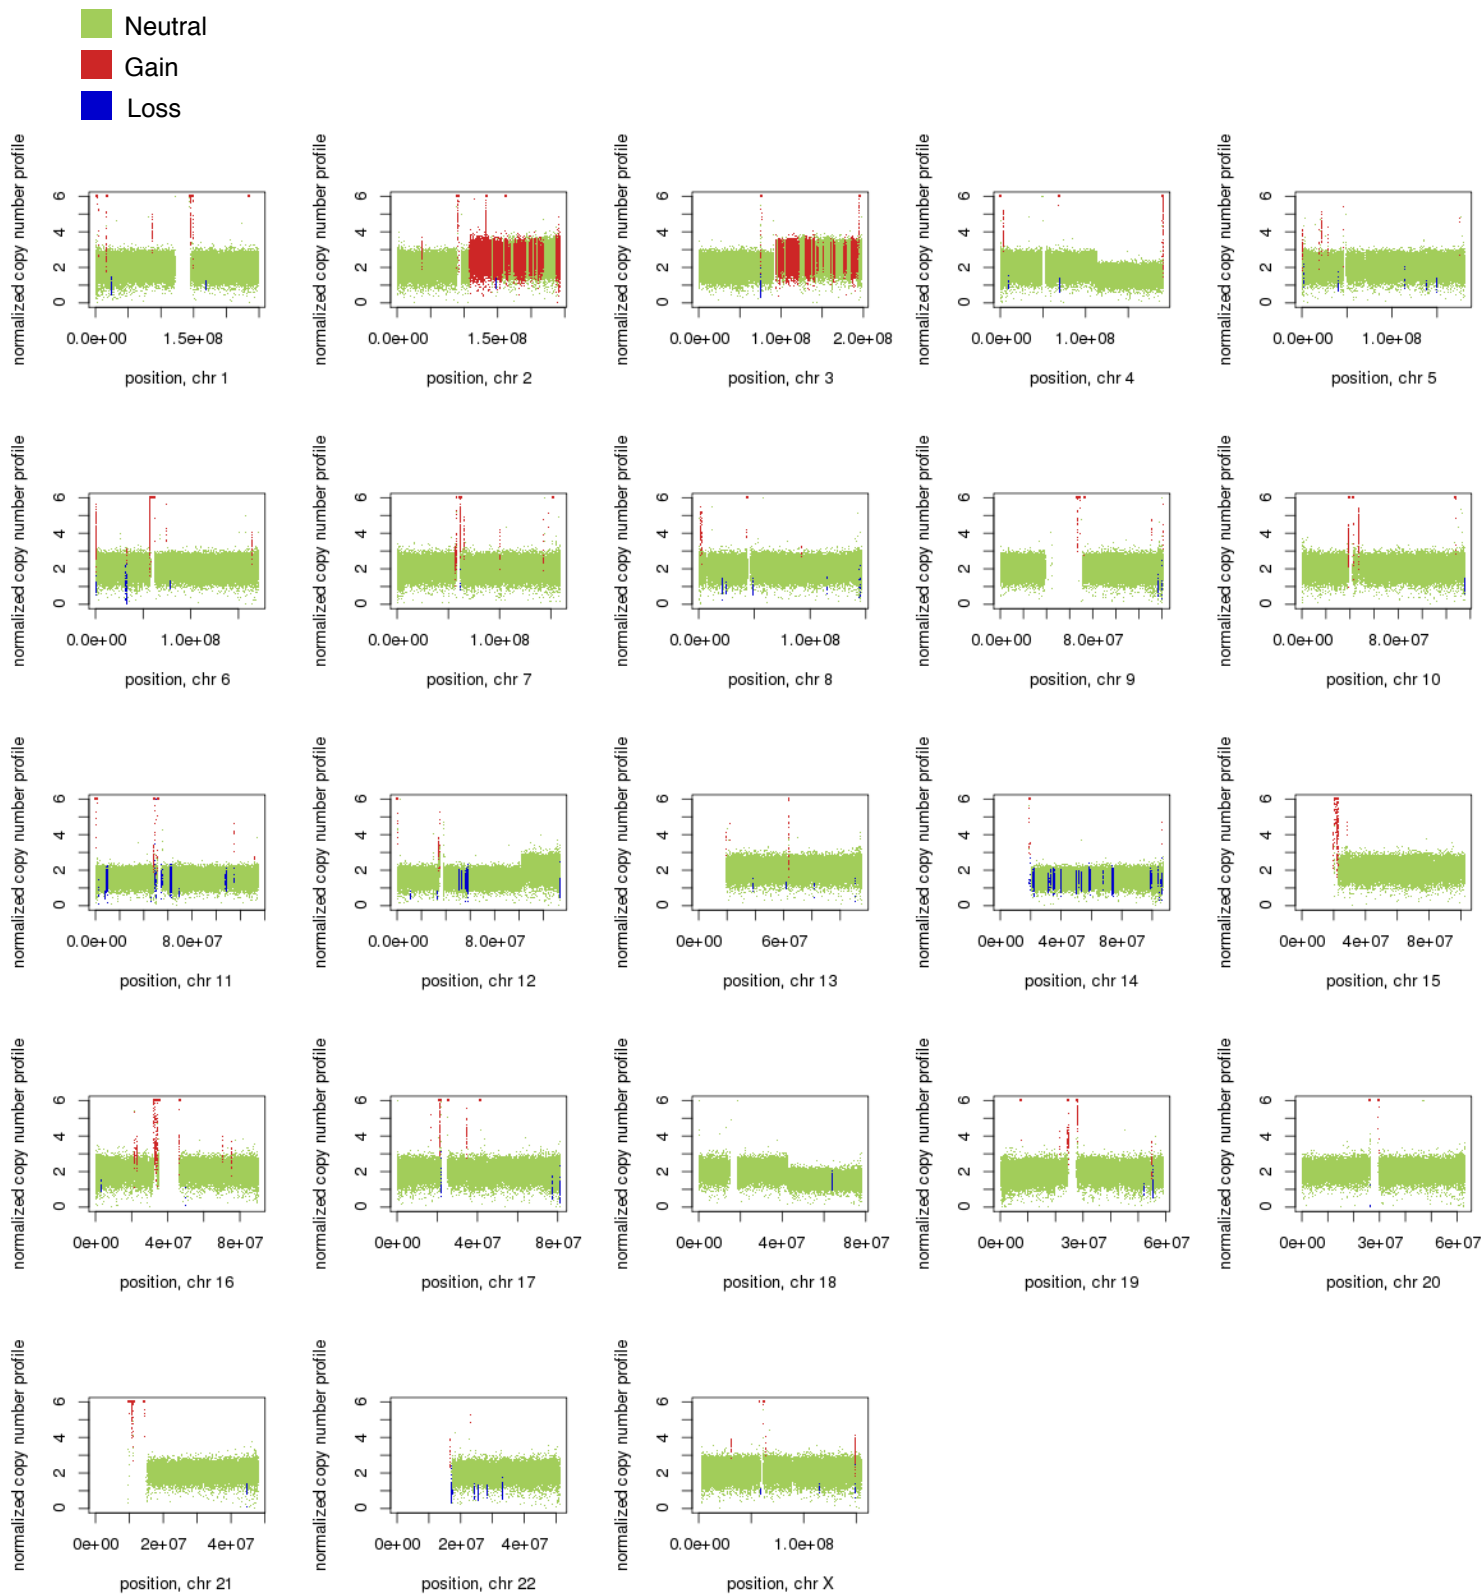 Neutral
Gain
Loss
normalized copy number profile
0 2 4 6
0.0e+00 1.5e+08
position, chr 1
normalized copy number profile
0 2 4 6
0.0e+00 1.5e+08
position, chr 2
normalized copy number profile
0 2 4 6
0.0e+00 1.0e+08 2.0e+08
position, chr 3
normalized copy number profile
0 2 4 6
0.0e+00 1.0e+08
position, chr 4
normalized copy number profile
0 2 4 6
0.0e+00 1.0e+08
position, chr 5
normalized copy number profile
0 2 4 6
0.0e+00 1.0e+08
position, chr 6
normalized copy number profile
0 2 4 6
0.0e+00 1.0e+08
position, chr 7
normalized copy number profile
0 2 4 6
0.0e+00 1.0e+08
position, chr 8
normalized copy number profile
0 2 4 6
0.0e+00 8.0e+07
position, chr 9
normalized copy number profile
0 2 4 6
0.0e+00 8.0e+07
position, chr 10
normalized copy number profile
0 2 4 6
0.0e+00 8.0e+07
position, chr 11
normalized copy number profile
0 2 4 6
0.0e+00 8.0e+07
position, chr 12
normalized copy number profile
0 2 4 6
0e+00 6e+07
position, chr 13
normalized copy number profile
0 2 4 6
0e+00 4e+07 8e+07
position, chr 14
normalized copy number profile
0 2 4 6
0e+00 4e+07 8e+07
position, chr 15
normalized copy number profile
0 2 4 6
0e+00 4e+07 8e+07
position, chr 16
normalized copy number profile
0 2 4 6
0e+00 4e+07 8e+07
position, chr 17
normalized copy number profile
0 2 4 6
0e+00 4e+07 8e+07
position, chr 18
normalized copy number profile
0 2 4 6
0e+00 3e+07 6e+07
position, chr 19
normalized copy number profile
0 2 4 6
0e+00 3e+07 6e+07
position, chr 20
normalized copy number profile
0 2 4 6
0e+00 2e+07 4e+07
position, chr 21
normalized copy number profile
0 2 4 6
0e+00 2e+07 4e+07
position, chr 22
normalized copy number profile
0 2 4 6
0.0e+00 1.0e+08
position, chr X